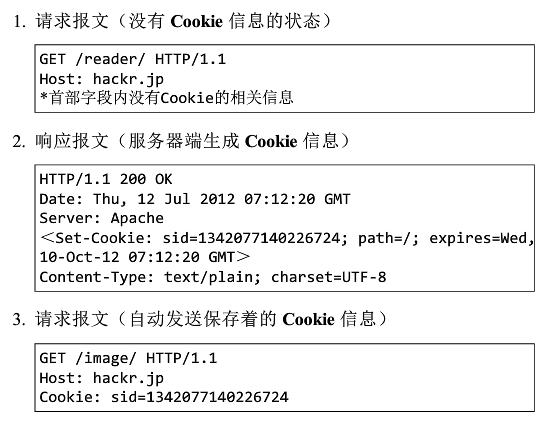 1. 请求报文（没有 Cookie 信息的状态）
GET /reader/ HTTP/1.1
Host: hackr.jp
*首部字段内没有Cookie的相关信息
2. 响应报文（服务器端生成 Cookie 信息）
HTTP/1.1 200 OK
Date: Thu, 12 Jul 2012 07:12:20 GMT
Server: Apache
＜Set-Cookie: sid=1342077140226724; path=/; expires=Wed,
10-Oct-12 07:12:20 GMT＞
Content-Type: text/plain; charset=UTF-8
3. 请求报文（自动发送保存着的 Cookie 信息）
GET /image/ HTTP/1.1
Host: hackr.jp
Cookie: sid=1342077140226724